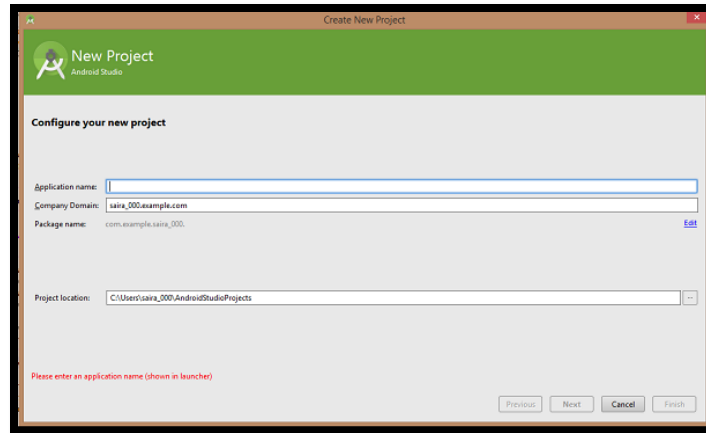 Create New Project
New Project
Android Studio
Configure your new project
Application name:
Company Domain: saira_000.example.com
Package name: com.example.saira_000. Edit
Project location: C:\Users\saira_000\AndroidStudioProjects ...
Please enter an application name (shown in launcher)
Previous Next Cancel Finish